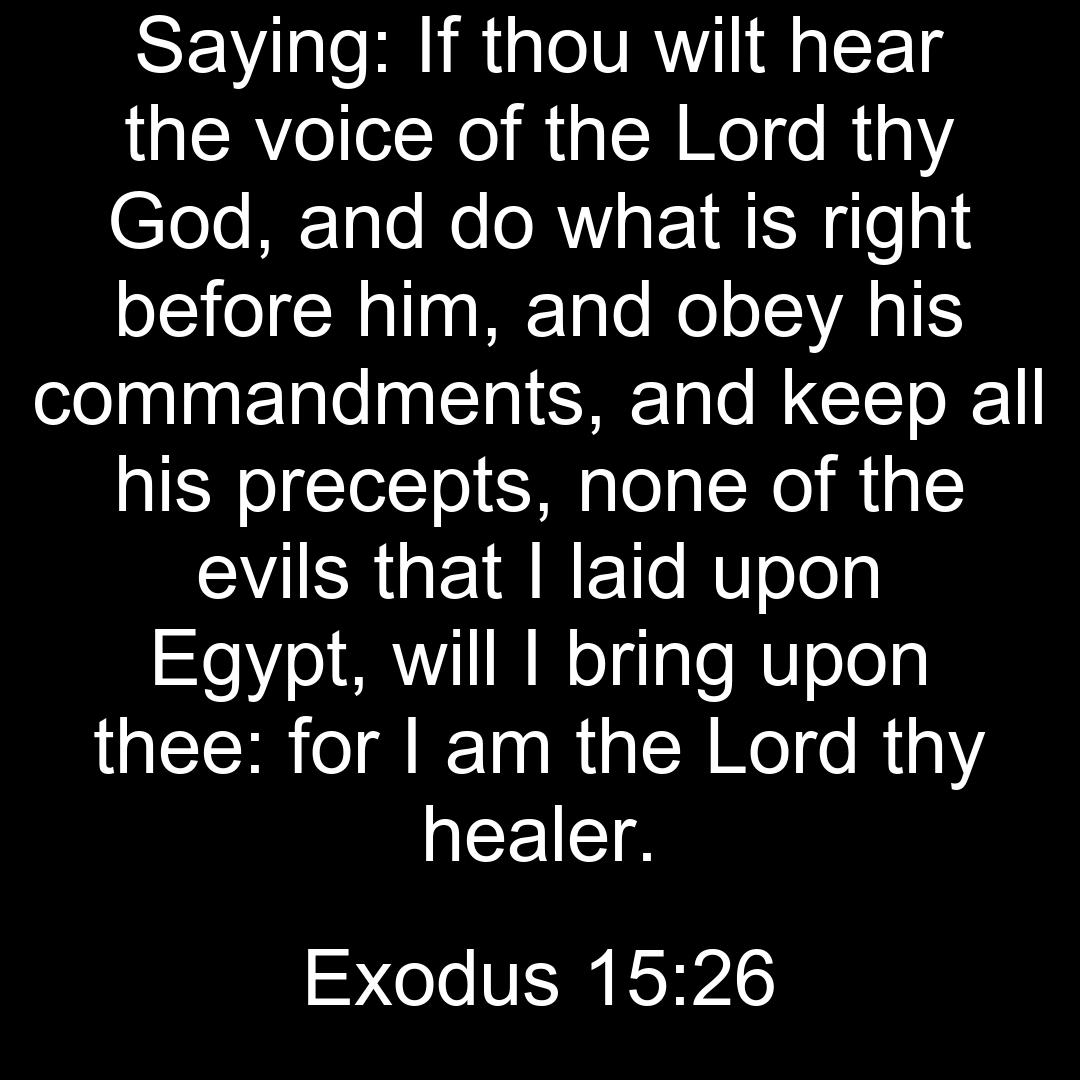 Saying: If thou wilt hear
the voice of the Lord thy
God, and do what is right
before him, and obey his
commandments, and keep all
his precepts, none of the
evils that I laid upon
Egypt, will I bring upon
thee: for I am the Lord thy
healer.
Exodus 15:26